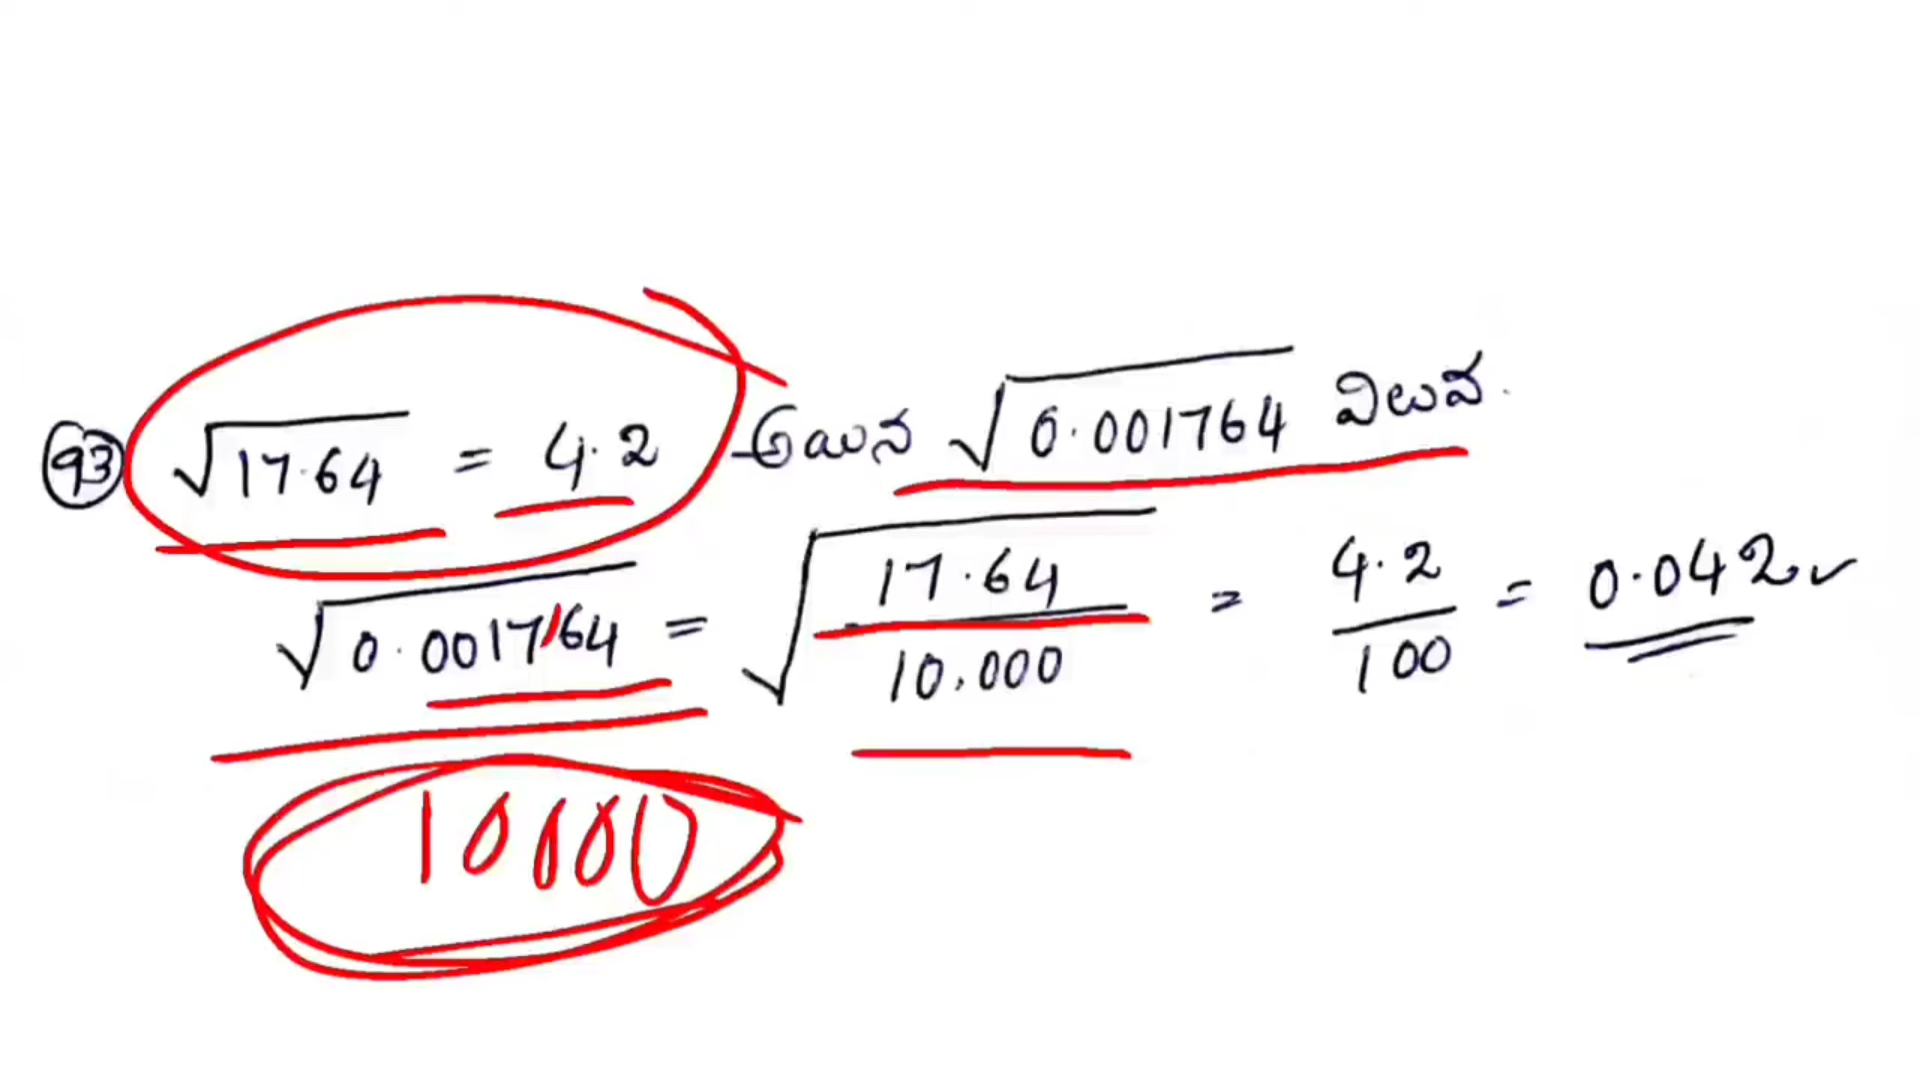 93 √17.64 = 4.2 అయిన √0.001764 విలువ.
√0.001764 = √17.64/10,000 = 4.2/100 = 0.042
10000